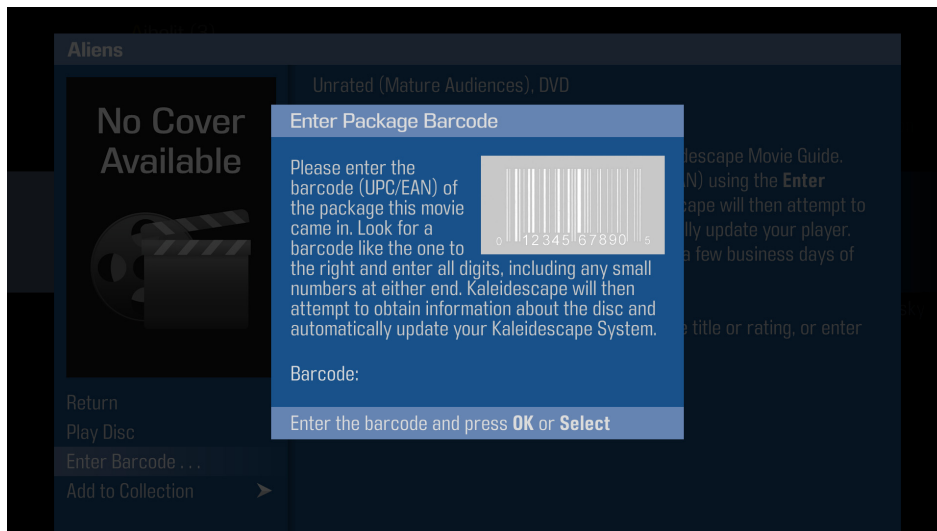 Aliens
Unrated (Mature Audiences), DVD
No Cover
Available
Enter Package Barcode
Please enter the
barcode (UPC/EAN) of
the package this movie
came in. Look for a
barcode like the one to
the right and enter all digits, including any small
numbers at either end. Kaleidescape will then
attempt to obtain information about the disc and
automatically update your Kaleidescape System.
0 12345 67890 5
Barcode:
Enter the barcode and press OK or Select
Movie Guide.
using the Enter
will then attempt to
update your player.
a few business days of
title or rating, or enter
Return
Play Disc
Enter Barcode . . .
Add to Collection